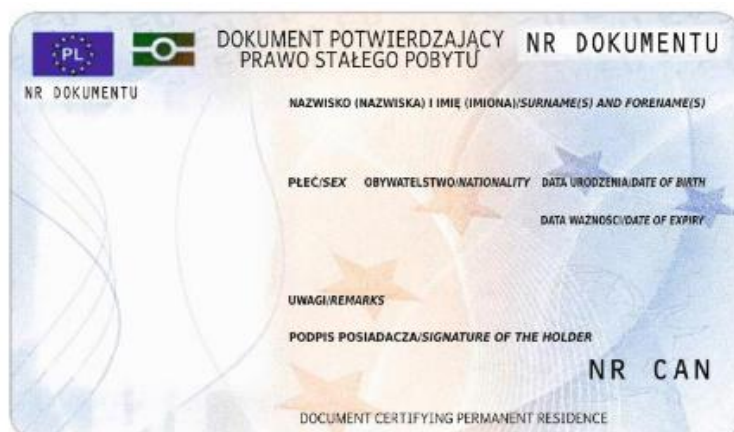 PL
DOKUMENT POTWIERDZAJĄCY
PRAWO STAŁEGO POBYTU
NR DOKUMENTU
NR DOKUMENTU
NAZWISKO (NAZWISKA) I IMIĘ (IMIONA)/SURNAME(S) AND FORENAME(S)
PŁEĆ/SEX OBYWATELSTWO/NATIONALITY DATA URODZENIA/DATE OF BIRTH
DATA WAŻNOŚCI/DATE OF EXPIRY
UWAGI/REMARKS
PODPIS POSIADACZA/SIGNATURE OF THE HOLDER
NR CAN
DOCUMENT CERTIFYING PERMANENT RESIDENCE